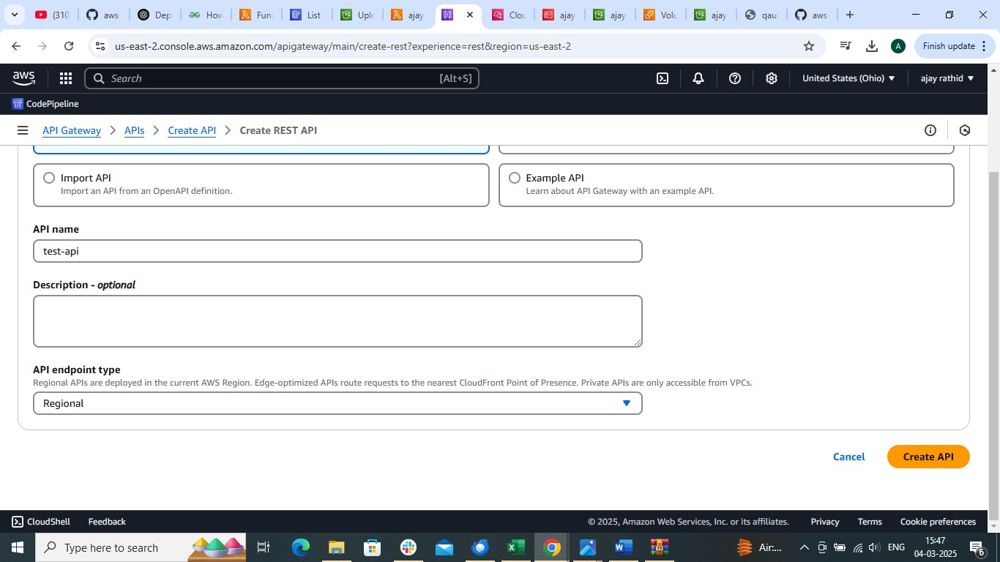 (310
aws-
Dep
How
Func
List
Uplo
ajay
Clou
ajay
ajay
Volu
ajay
qau
aws-
us-east-2.console.aws.amazon.com/apigateway/main/create-rest?experience=rest&region=us-east-2
A
Finish update
aws
Search
[Alt+S]
United States (Ohio)
ajay rathid
CodePipeline
API Gateway
APIs
Create API
Create REST API
Import API
Import an API from an OpenAPI definition.
Example API
Learn about API Gateway with an example API.
API name
test-api
Description - optional
API endpoint type
Regional APIs are deployed in the current AWS Region. Edge-optimized APIs route requests to the nearest CloudFront Point of Presence. Private APIs are only accessible from VPCs.
Regional
Cancel
Create API
CloudShell
Feedback
© 2025, Amazon Web Services, Inc. or its affiliates.
Privacy
Terms
Cookie preferences
Type here to search
Air:...
ENG
15:47
04-03-2025
6